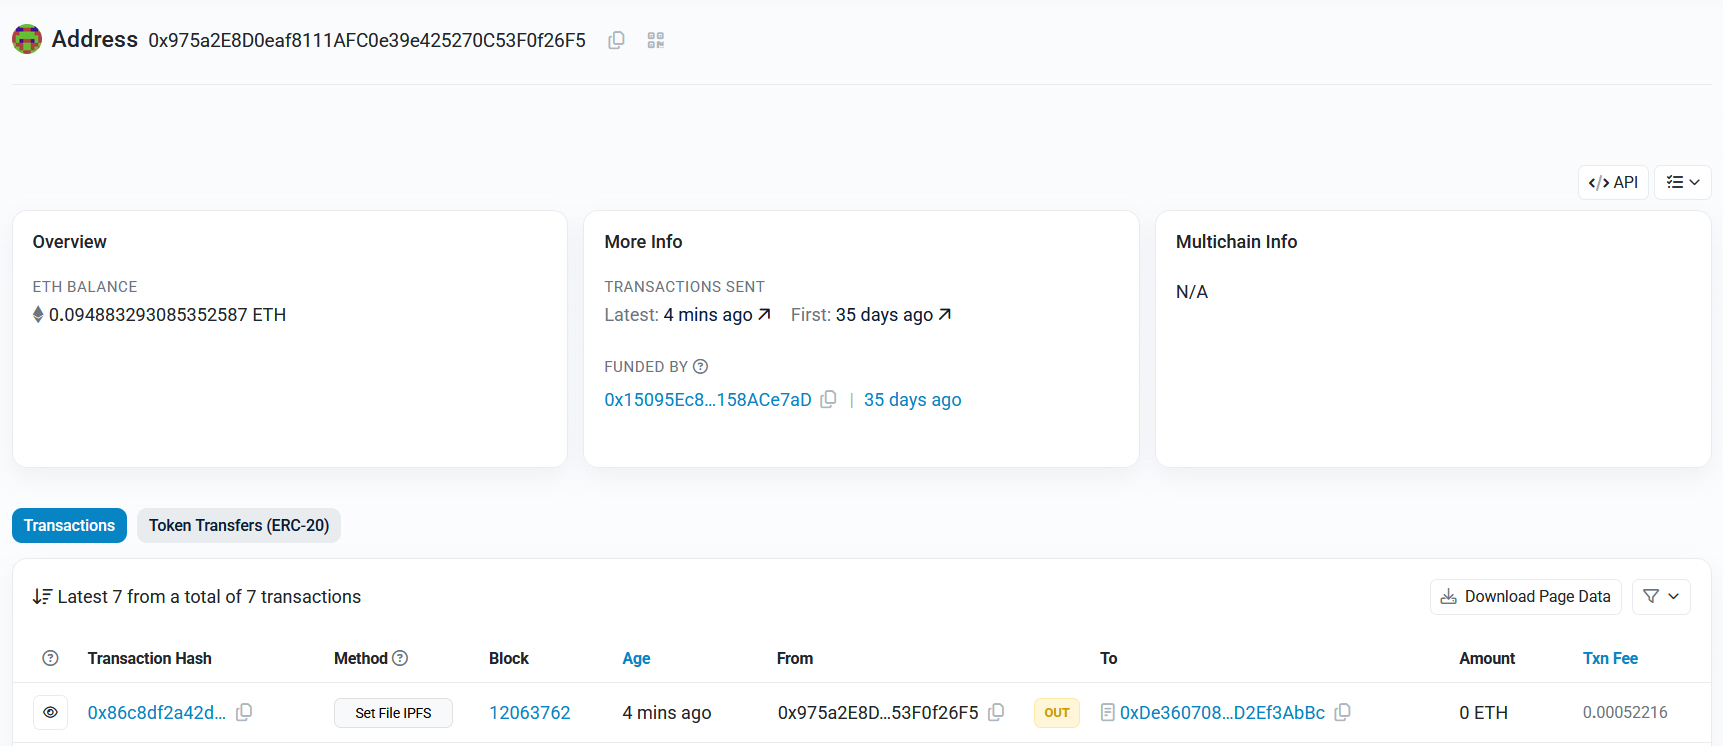 Address 0x975a2E8D0eaf8111AFC0e39e425270C53F0f26F5
</> API
Overview
ETH BALANCE
0.094883293085352587 ETH
More Info
TRANSACTIONS SENT
Latest: 4 mins ago First: 35 days ago
FUNDED BY
0x15095Ec8...158ACe7aD | 35 days ago
Multichain Info
N/A
Transactions Token Transfers (ERC-20)
Latest 7 from a total of 7 transactions
Download Page Data
Transaction Hash Method Block Age From To Amount Txn Fee
0x86c8df2a42d... Set File IPFS 12063762 4 mins ago 0x975a2E8D...53F0f26F5 OUT 0xDe360708...D2Ef3AbBc 0 ETH 0.00052216